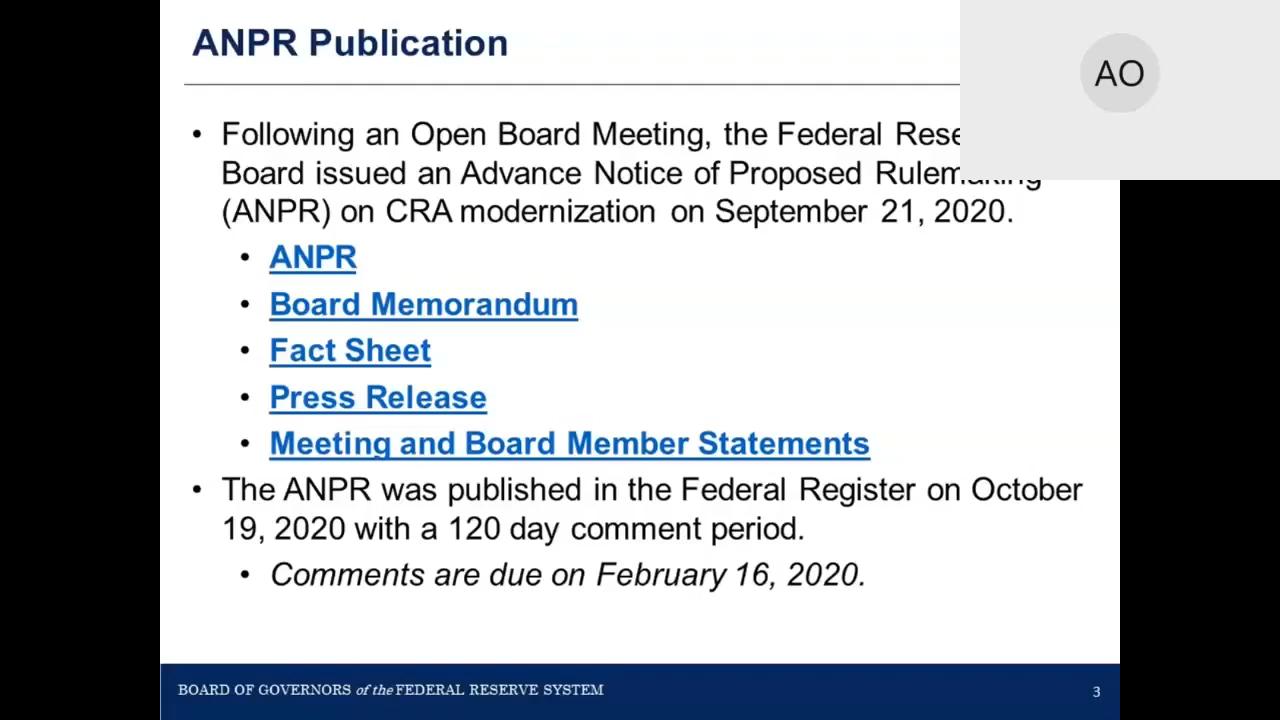 ANPR Publication
AO
• Following an Open Board Meeting, the Federal
Board issued an Advance Notice of Proposed Rulemaking
(ANPR) on CRA modernization on September 21, 2020.
• ANPR
• Board Memorandum
• Fact Sheet
• Press Release
• Meeting and Board Member Statements
• The ANPR was published in the Federal Register on October
19, 2020 with a 120 day comment period.
• Comments are due on February 16, 2020.
BOARD OF GOVERNORS of the FEDERAL RESERVE SYSTEM
3